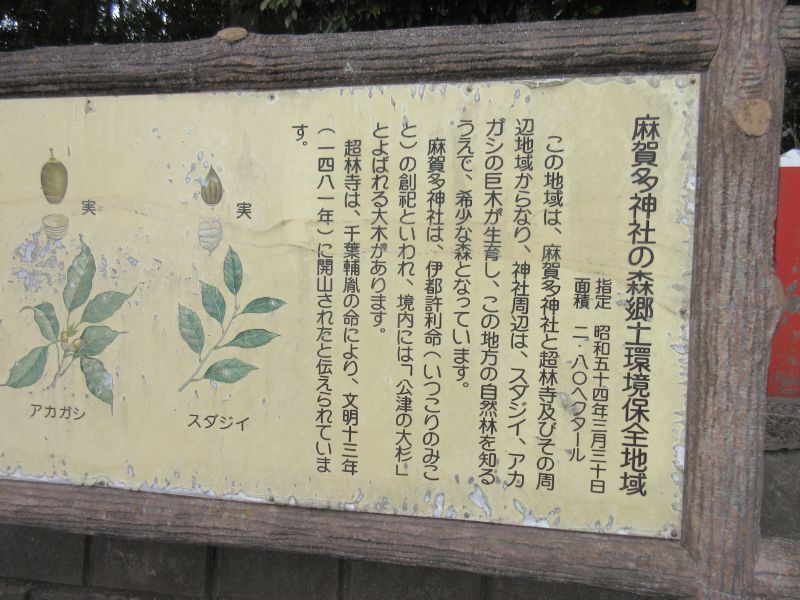 麻賀多神社の森郷土環境保全地域
指定　昭和五十四年三月三十日
面積　二・八〇ヘクタール
この地域は、麻賀多神社と超林寺及びその周
辺地域からなり、神社周辺は、スダジイ、アカ
ガシの巨木が生育し、この地方の自然林を知る
うえで、希少な森となっています。
麻賀多神社は、伊都許利命（いつこりのみこ
と）の創祀といわれ、境内には「公津の大杉」
とよばれる大木があります。
超林寺は、千葉輔胤の命により、文明十三年
（一四八一年）に開山されたと伝えられていま
す。
実
スダジイ
実
アカガシ